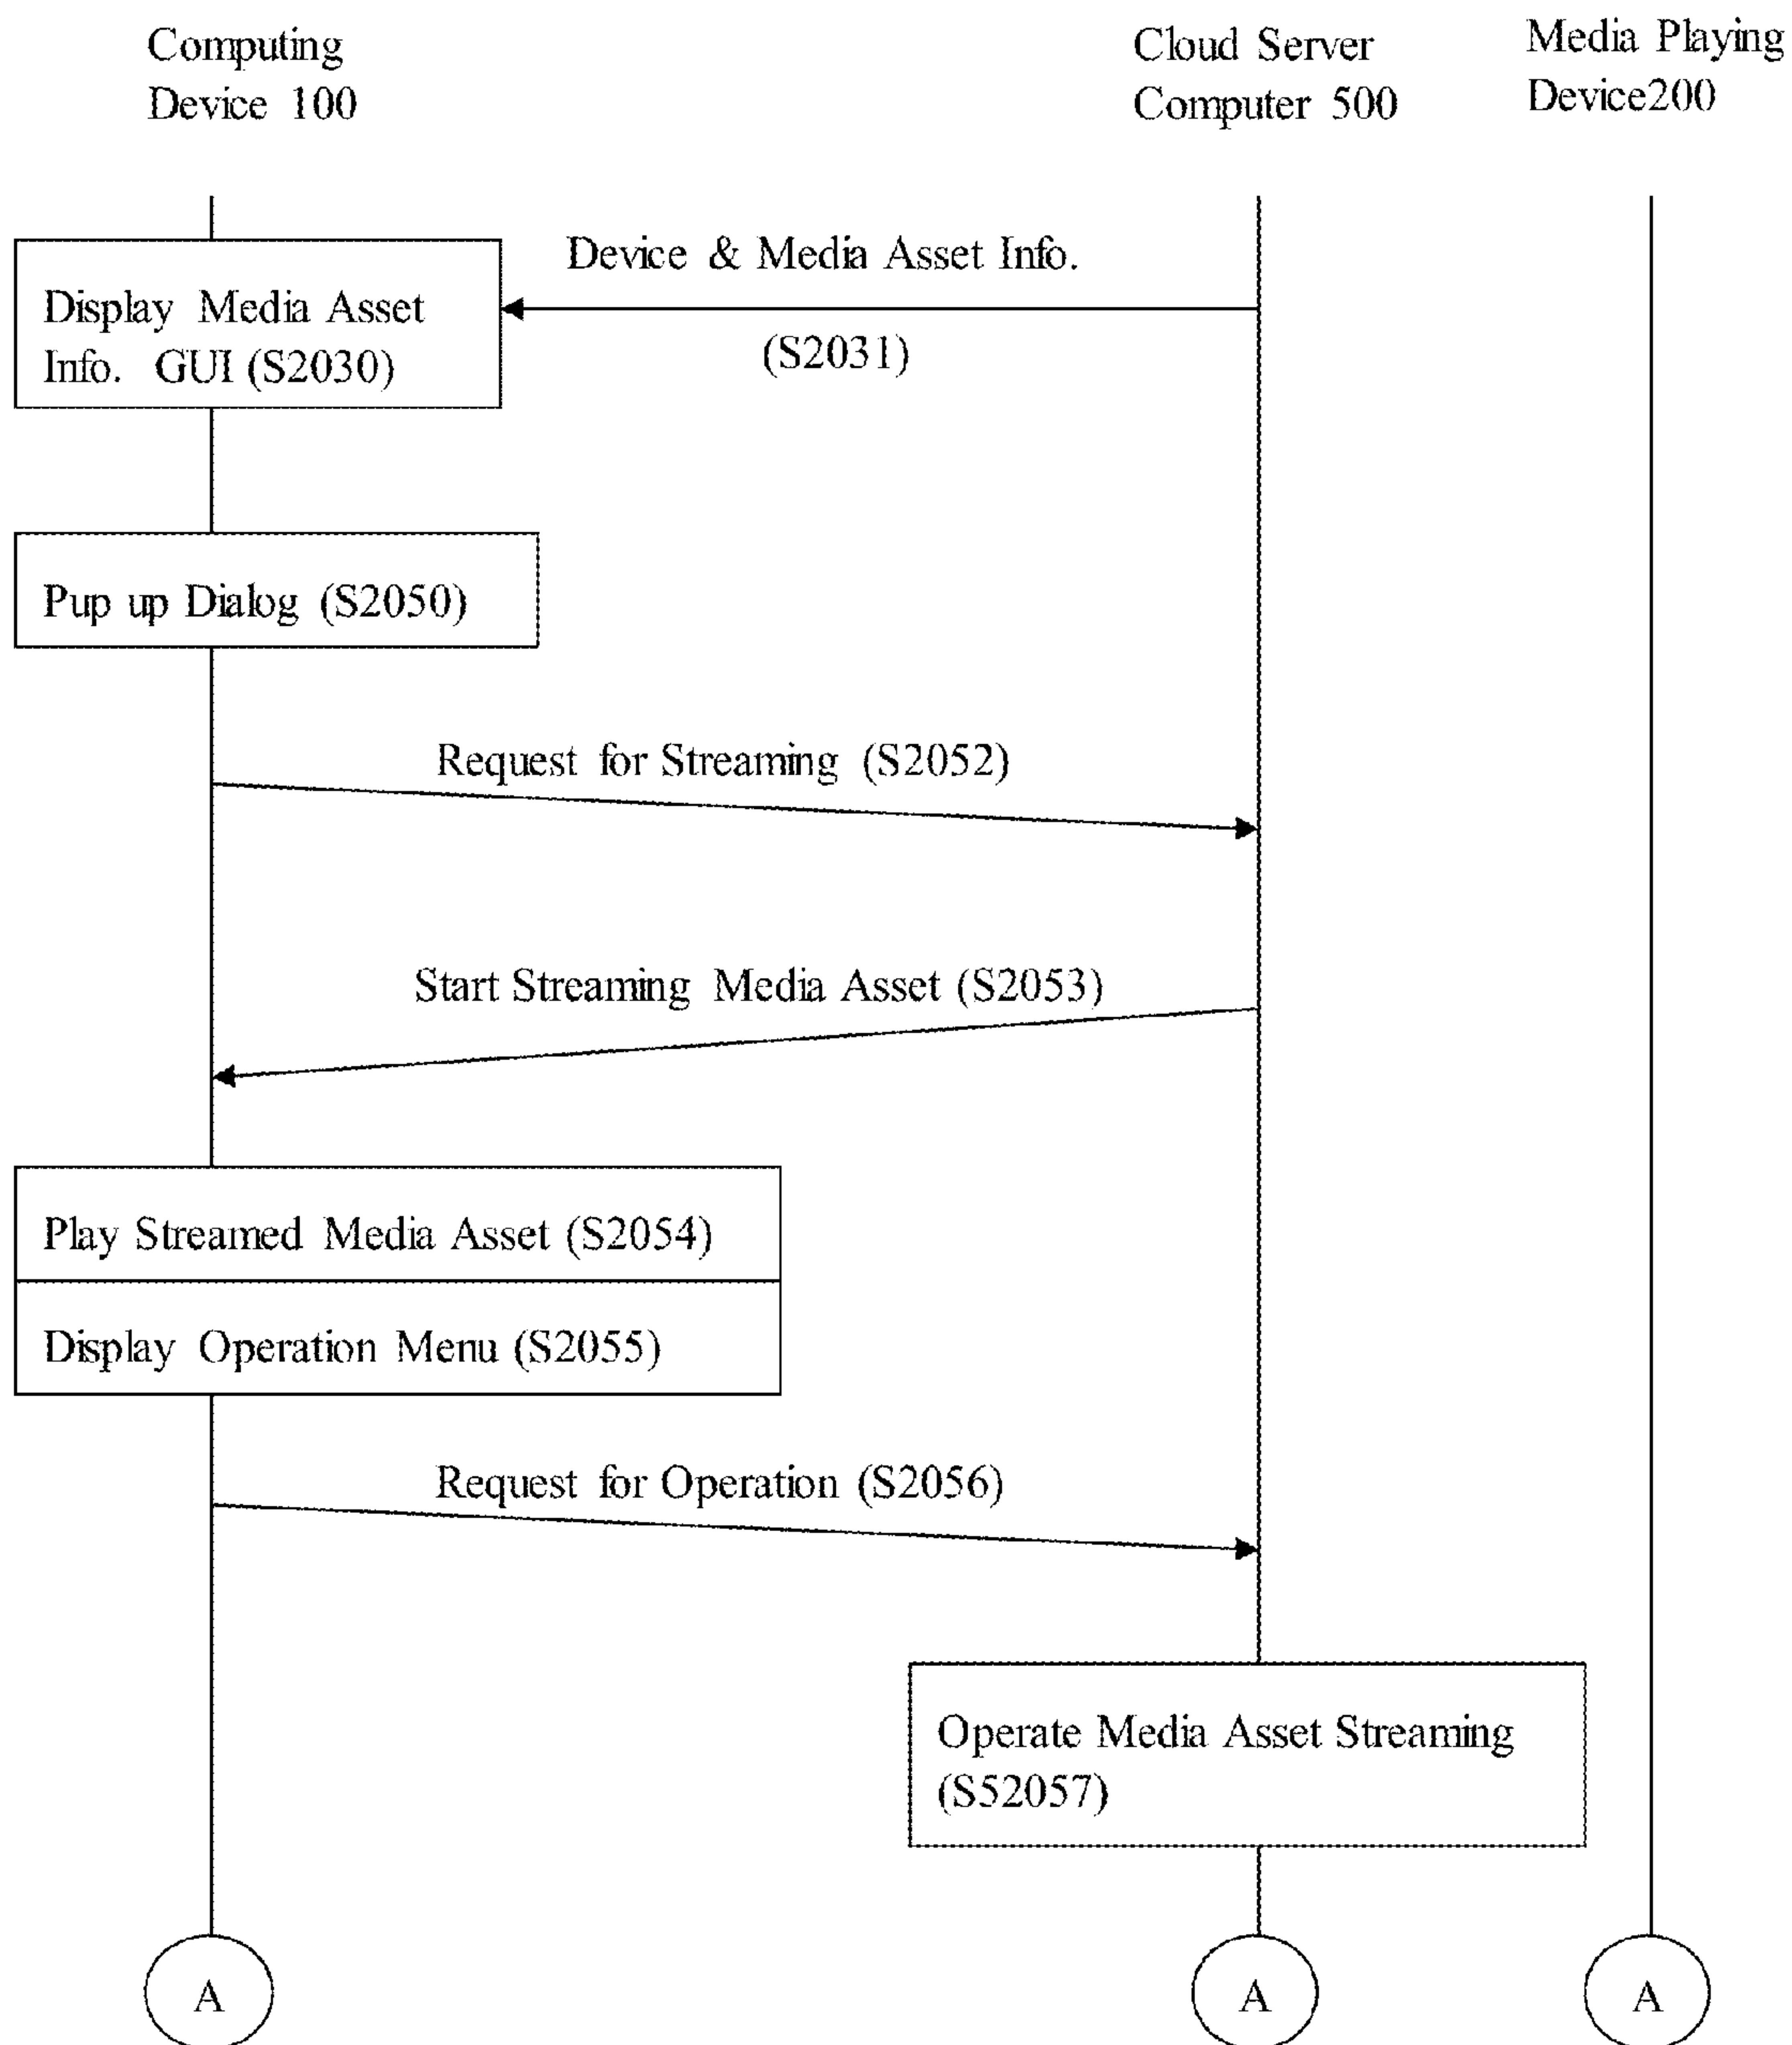 Computing
Device 100
Cloud Server
Computer 500
Media Playing
Device200
Device & Media Asset Info.
(S2031)
Display Media Asset
Info. GUI (S2030)
Pup up Dialog (S2050)
Request for Streaming (S2052)
Start Streaming Media Asset (S2053)
Play Streamed Media Asset (S2054)
Display Operation Menu (S2055)
Request for Operation (S2056)
Operate Media Asset Streaming
(S52057)
A
A
A